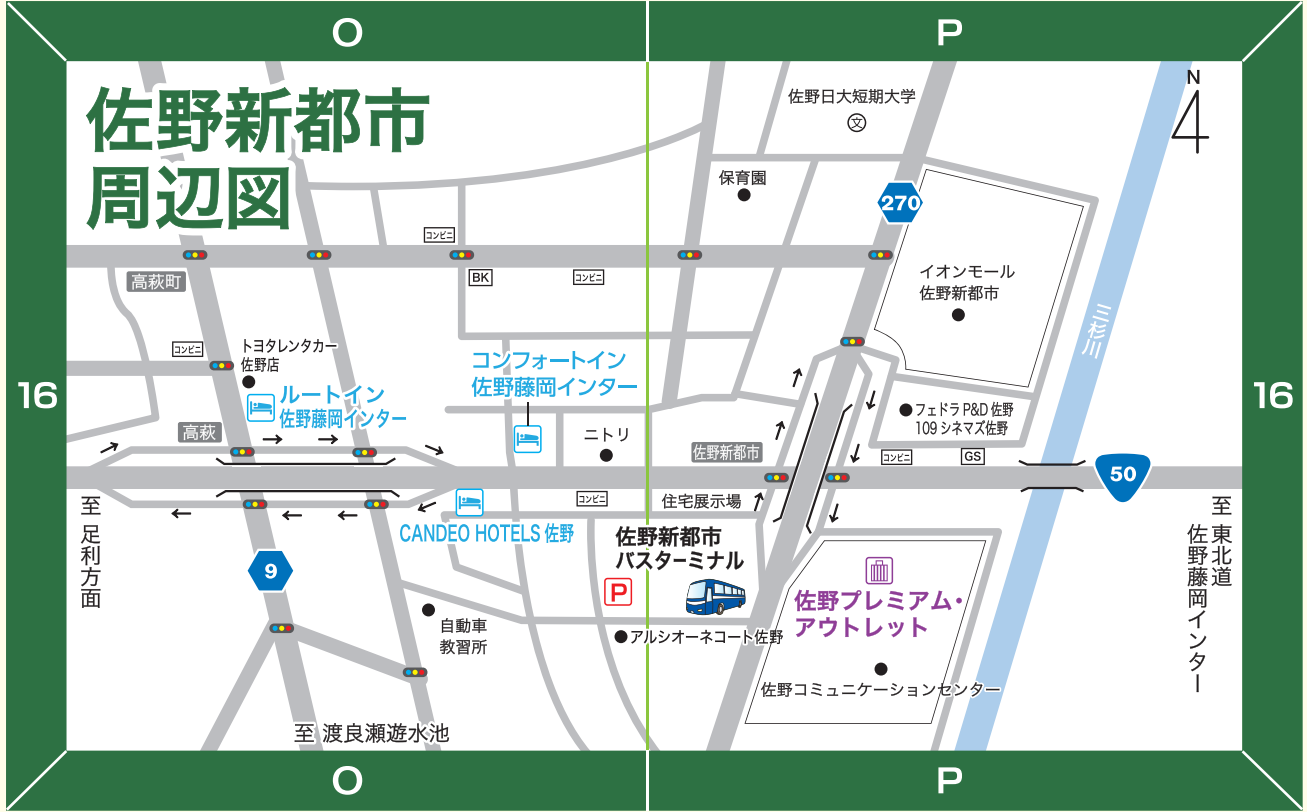 O
P
佐野新都市
周辺図
N
4
佐野日大短期大学
文
保育園
270
コンビニ
BK
コンビニ
高萩町
イオンモール
佐野新都市
三杉川
コンビニ
トヨタレンタカー
佐野店
コンフォートイン
佐野藤岡インター
16
16
ルートイン
佐野藤岡インター
フェドラP&D 佐野
109 シネマズ佐野
高萩
ニトリ
佐野新都市
コンビニ
GS
50
コンビニ
住宅展示場
至 足利方面
至 東北道
佐野藤岡インター
CANDEO HOTELS 佐野
佐野新都市
バスターミナル
9
P
佐野プレミアム・
アウトレット
自動車
教習所
アルシオーネコート佐野
佐野コミュニケーションセンター
至 渡良瀬遊水池
O
P